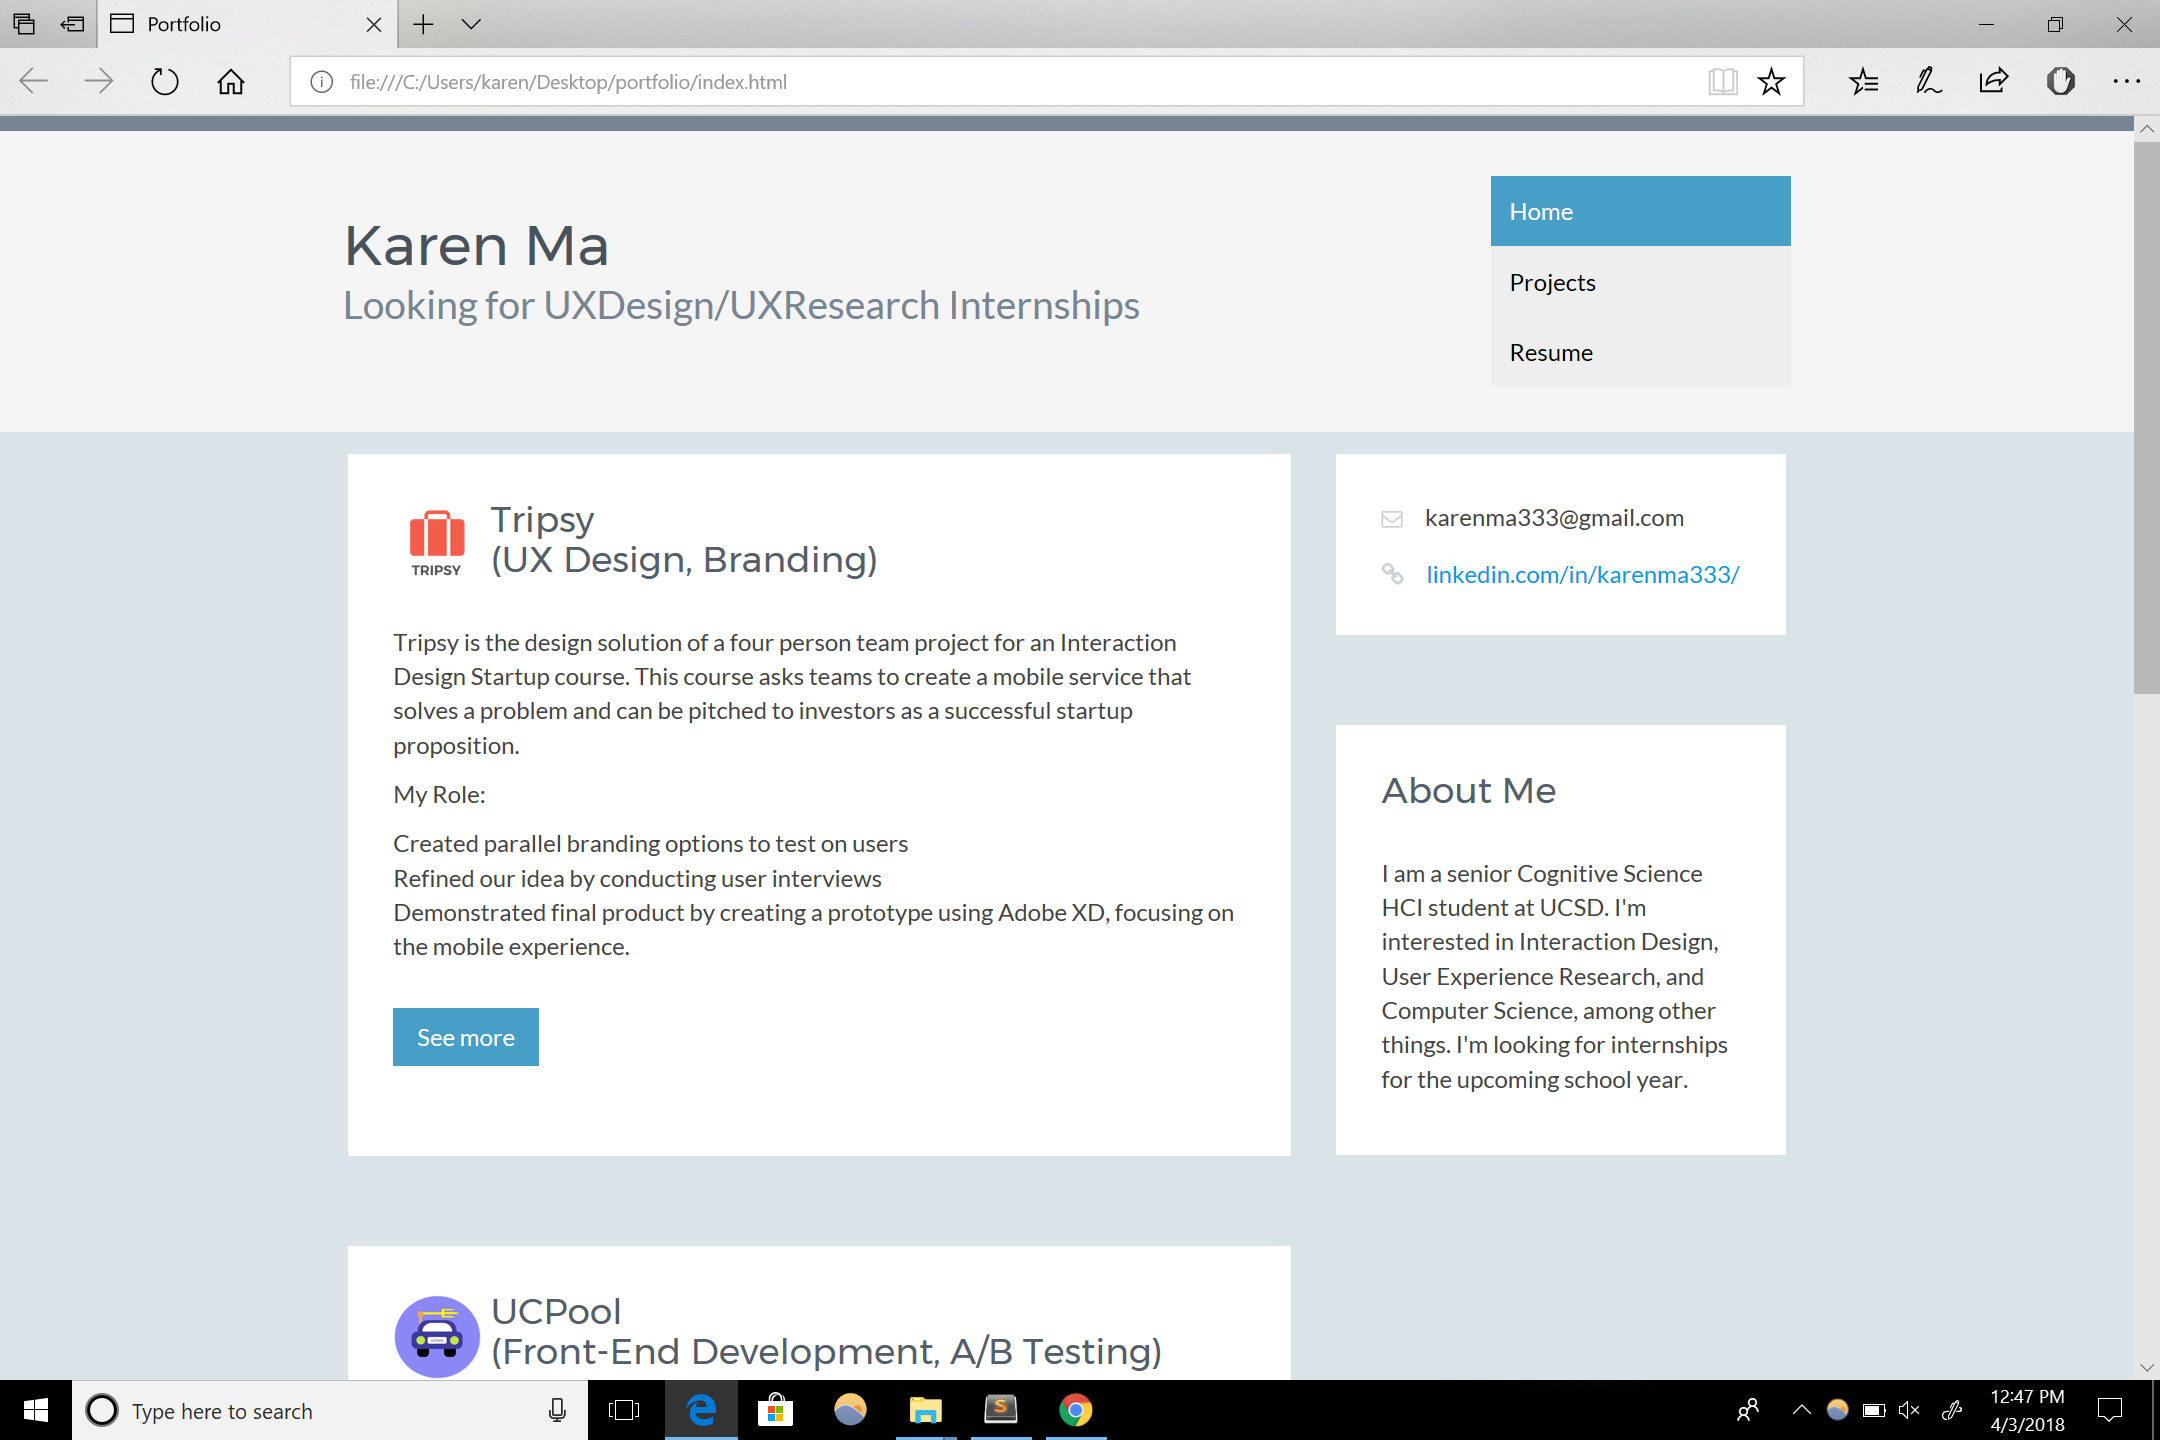 Portfolio
file:///C:/Users/karen/Desktop/portfolio/index.html
Karen Ma
Looking for UXDesign/UXResearch Internships
Home
Projects
Resume
TRIPSY
Tripsy
(UX Design, Branding)
Tripsy is the design solution of a four person team project for an Interaction
Design Startup course. This course asks teams to create a mobile service that
solves a problem and can be pitched to investors as a successful startup
proposition.
My Role:
Created parallel branding options to test on users
Refined our idea by conducting user interviews
Demonstrated final product by creating a prototype using Adobe XD, focusing on
the mobile experience.
See more
karenma333@gmail.com
linkedin.com/in/karenma333/
About Me
I am a senior Cognitive Science
HCI student at UCSD. I'm
interested in Interaction Design,
User Experience Research, and
Computer Science, among other
things. I'm looking for internships
for the upcoming school year.
UCPool
(Front-End Development, A/B Testing)
Type here to search
12:47 PM
4/3/2018